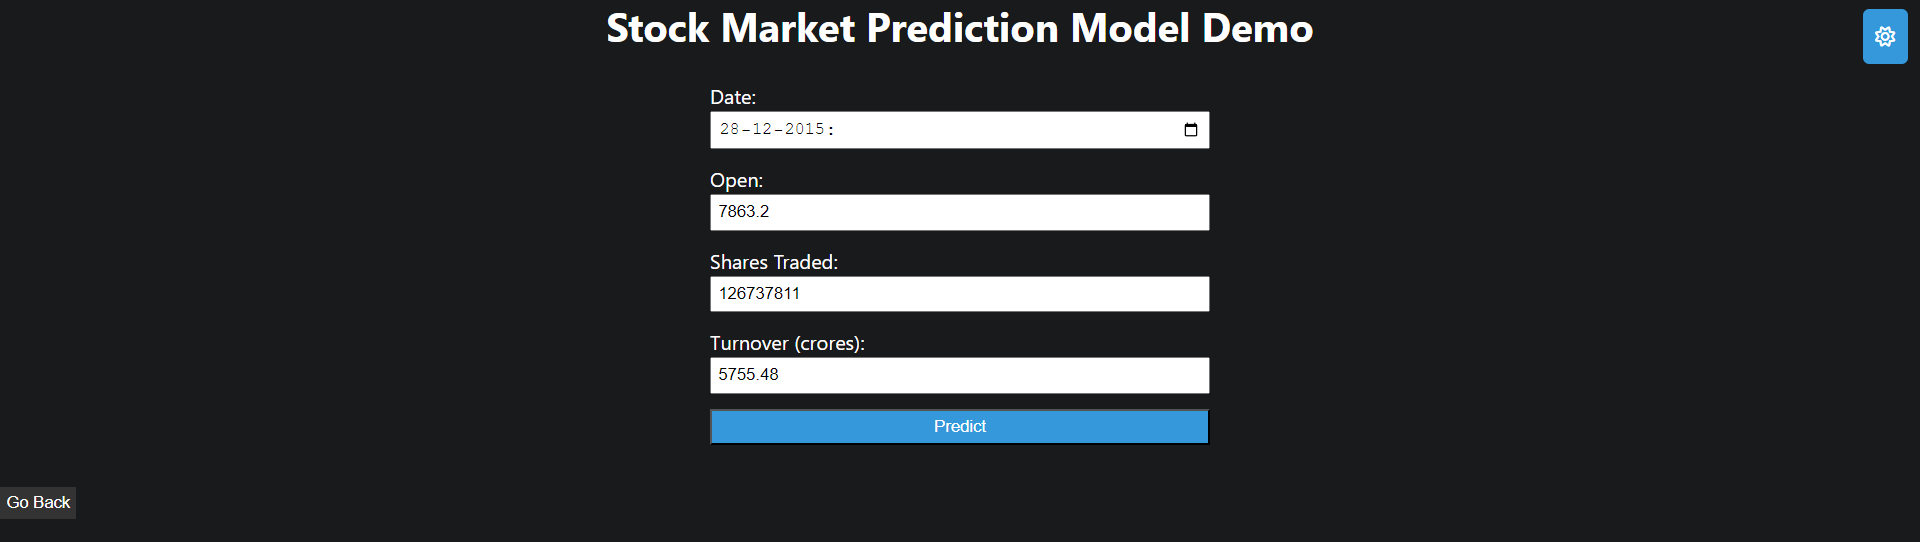 Stock Market Prediction Model Demo
Date:
28-12-2015:
Open:
7863.2
Shares Traded:
126737811
Turnover (crores):
5755.48
Predict
Go Back